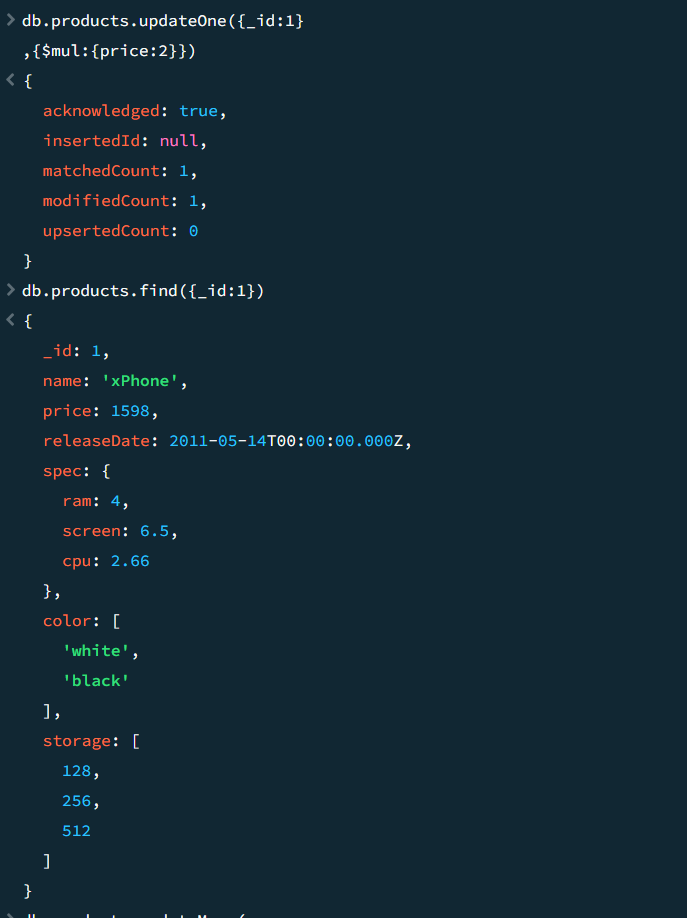 db.products.updateOne({_id:1}
,{$mul:{price:2}})
{
acknowledged: true,
insertedId: null,
matchedCount: 1,
modifiedCount: 1,
upsertedCount: 0
}
db.products.find({_id:1})
{
_id: 1,
name: 'xPhone',
price: 1598,
releaseDate: 2011-05-14T00:00:00.000Z,
spec: {
ram: 4,
screen: 6.5,
cpu: 2.66
},
color: [
'white',
'black'
],
storage: [
128,
256,
512
]
}